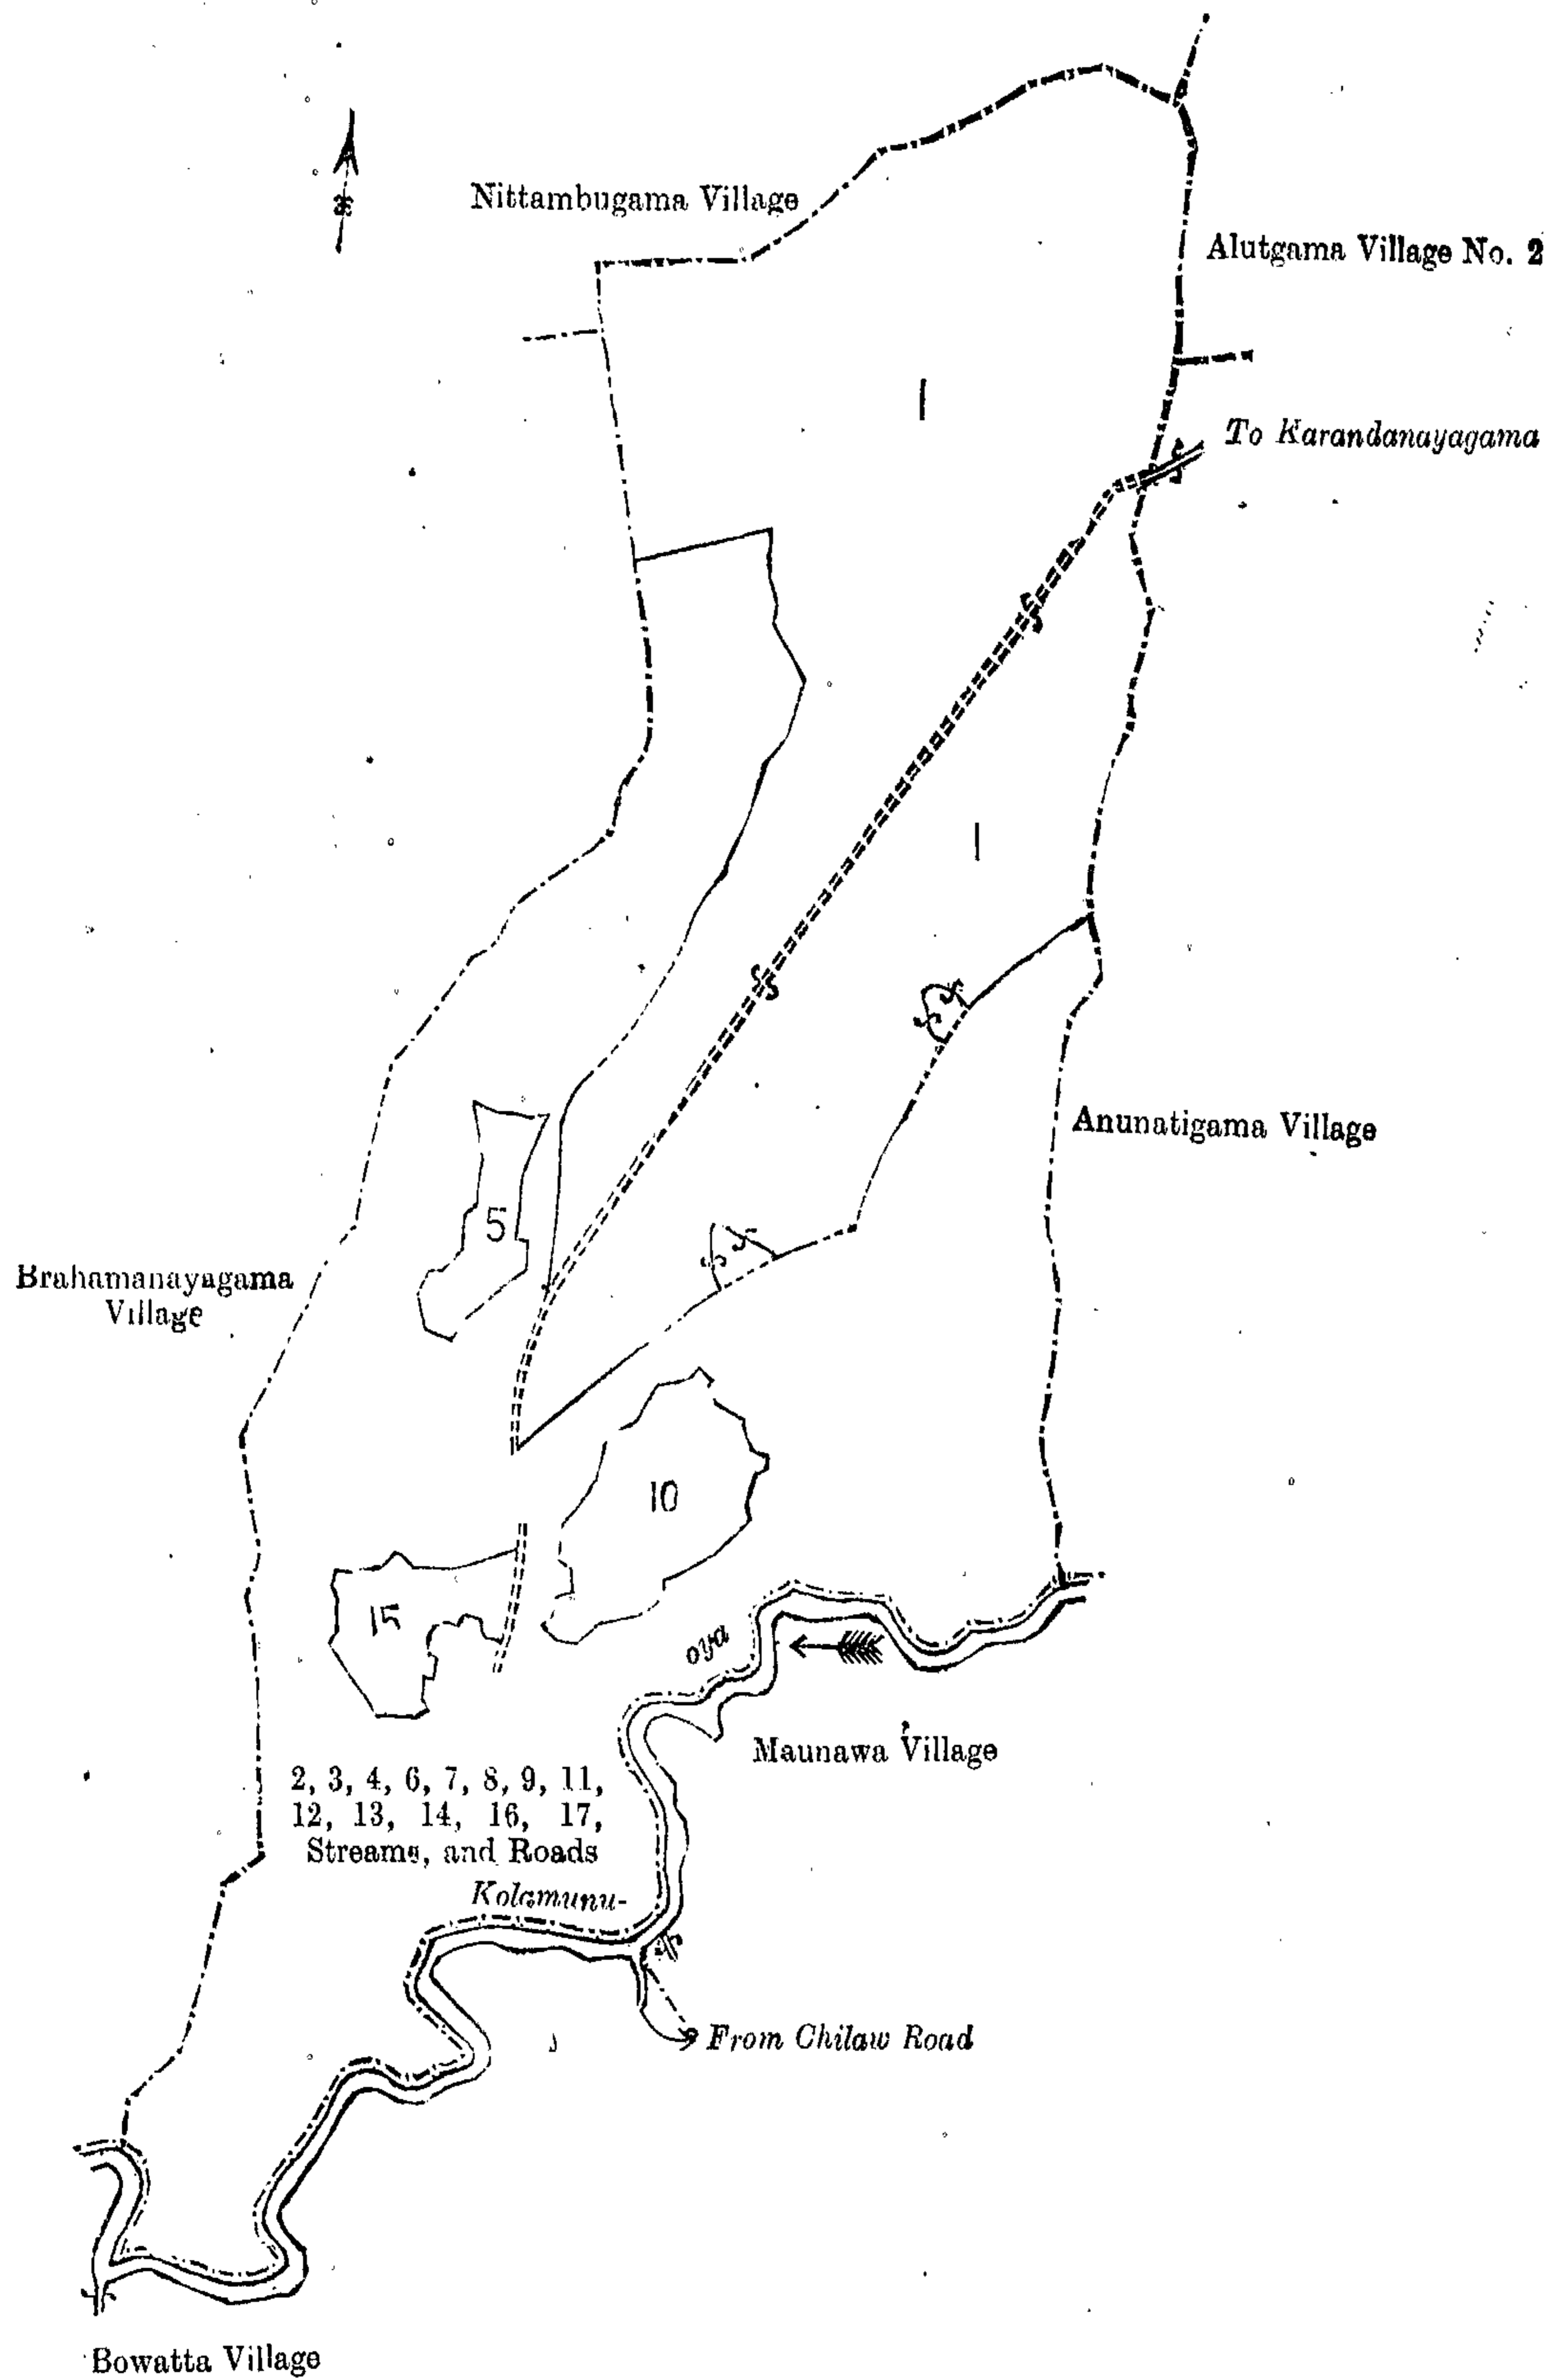 Nittambugama Village
Alutgama Village No. 2
1
To Karandanayagama
1
Anunatigama Village
5
Brahamanayagama
Village
10
15
oya
Maunawa Village
2, 3, 4, 6, 7, 8, 9, 11,
12, 13, 14, 16, 17,
Streams, and Roads
Kolamunu-
From Chilaw Road
Bowatta Village